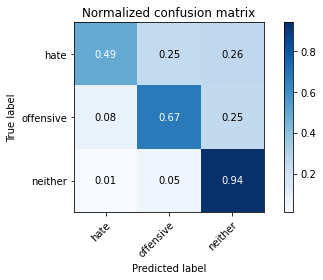 Normalized confusion matrix
hate 0.49 0.25 0.26
offensive 0.08 0.67 0.25
neither 0.01 0.05 0.94
hate offensive neither
Predicted label
True label
0.8
0.6
0.4
0.2